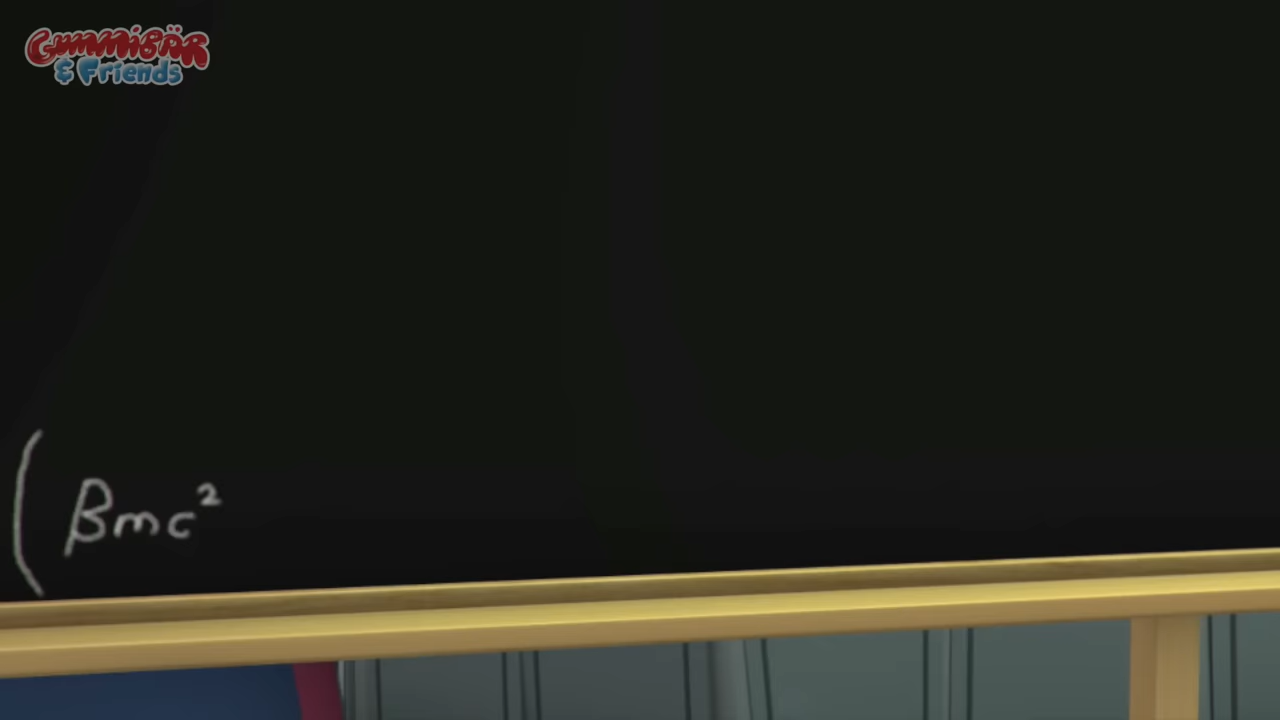 Gummibär
& Friends
( βmc²